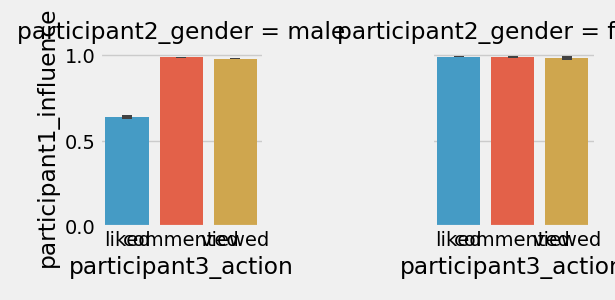 participant2_gender = male
participant2_gender = f
participant1_influence
1.0
0.5
0.0
liked commented viewed
liked commented viewed
participant3_action
participant3_action